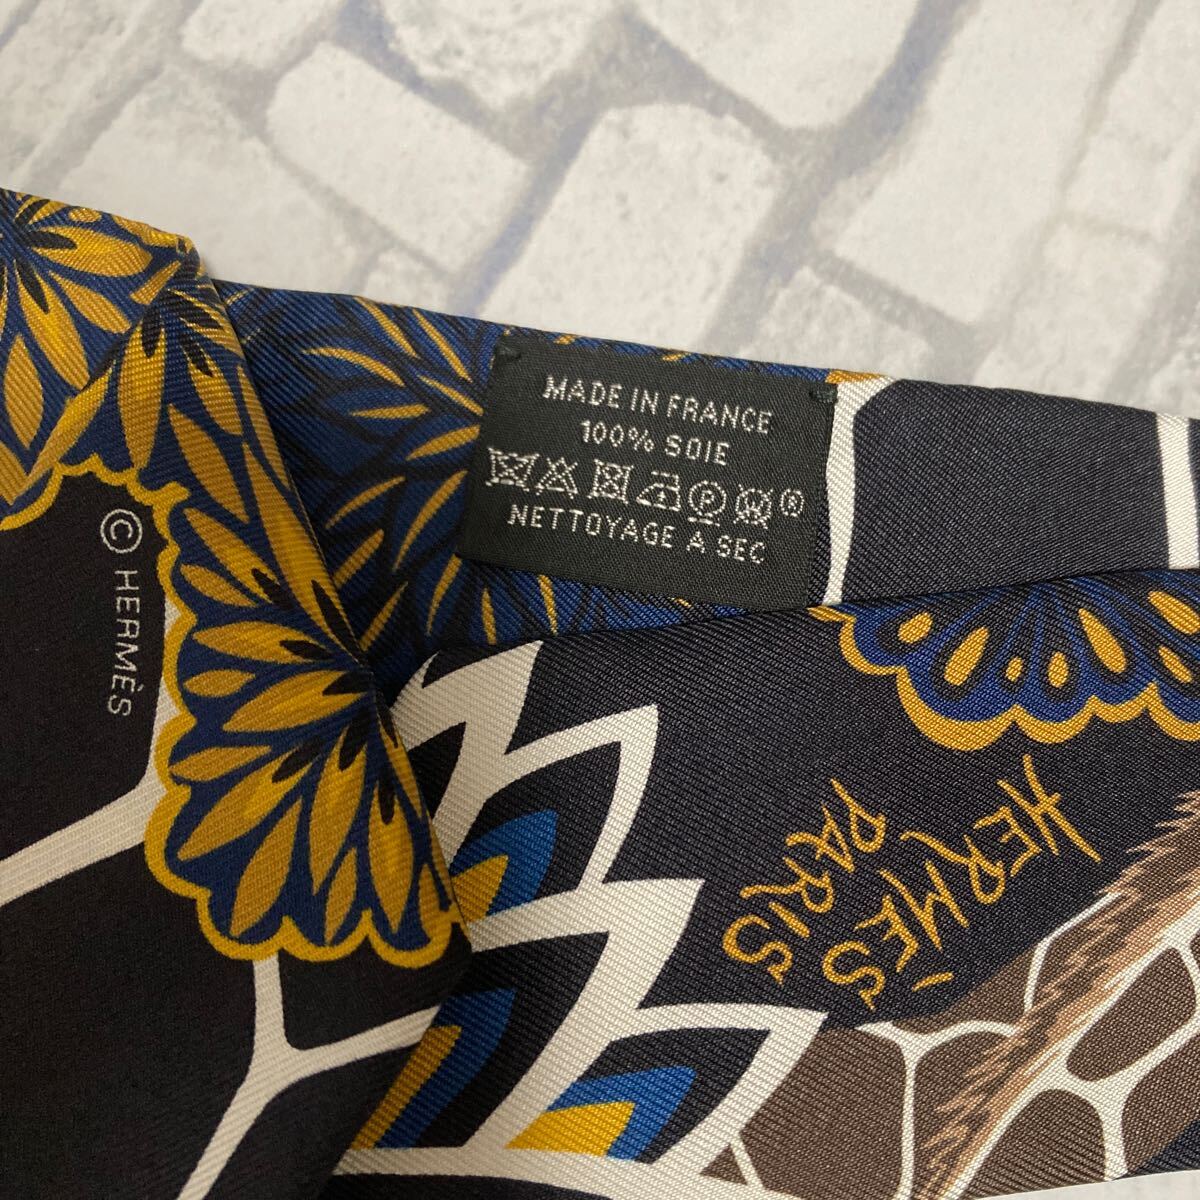 MADE IN FRANCE
100% SOIE
®
NETTOYAGE A SEC
© HERMÈS
HERMÈS
PARIS